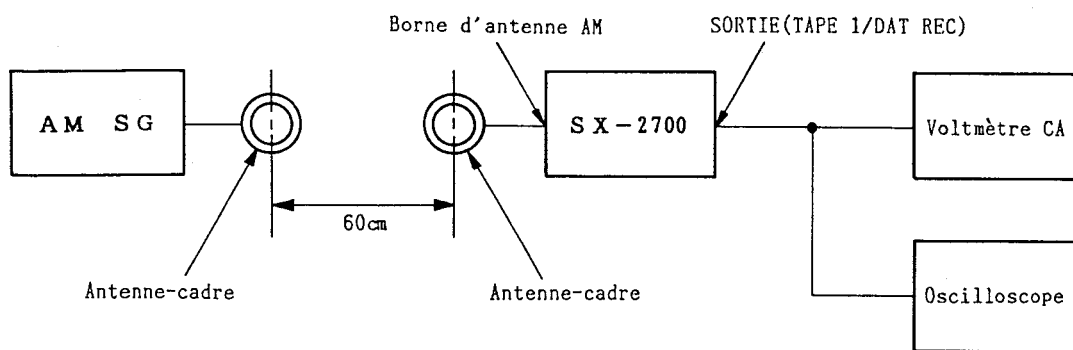 Borne d'antenne AM
SORTIE(TAPE 1/DAT REC)
AM SG
SX-2700
Voltmètre CA
60cm
Antenne-cadre
Antenne-cadre
Oscilloscope